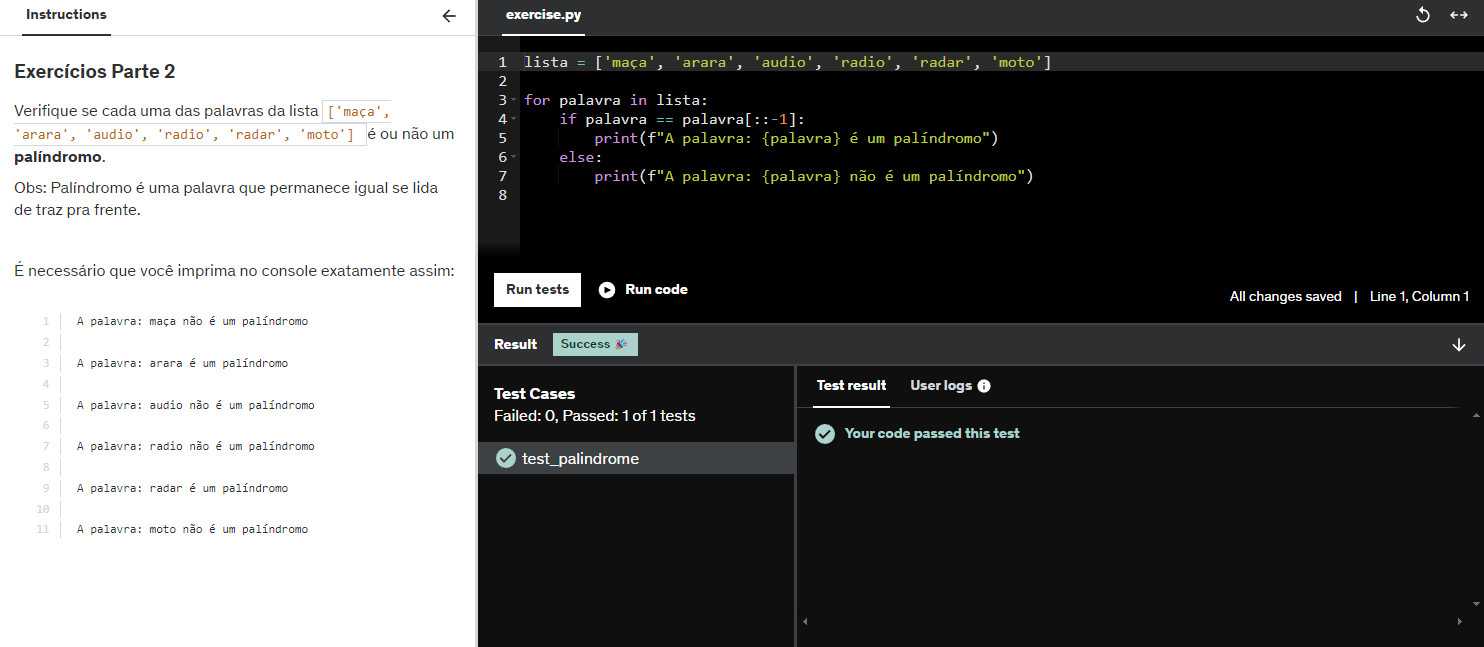 Instructions
Exercícios Parte 2
Verifique se cada uma das palavras da lista ['maça',
'arara', 'audio', 'radio', 'radar', 'moto'] é ou não um
palíndromo.
Obs: Palíndromo é uma palavra que permanece igual se lida
de traz pra frente.
É necessário que você imprima no console exatamente assim:
1 A palavra: maça não é um palíndromo
2
3 A palavra: arara é um palíndromo
4
5 A palavra: audio não é um palíndromo
6
7 A palavra: radio não é um palíndromo
8
9 A palavra: radar é um palíndromo
10
11 A palavra: moto não é um palíndromo
exercise.py
1 lista = ['maça', 'arara', 'audio', 'radio', 'radar', 'moto']
2
3 for palavra in lista:
4     if palavra == palavra[::-1]:
5         print(f"A palavra: {palavra} é um palíndromo")
6     else:
7         print(f"A palavra: {palavra} não é um palíndromo")
8
Run tests Run code
All changes saved | Line 1, Column 1
Result Success 🎉
Test Cases
Failed: 0, Passed: 1 of 1 tests
test_palindrome
Test result User logs
Your code passed this test